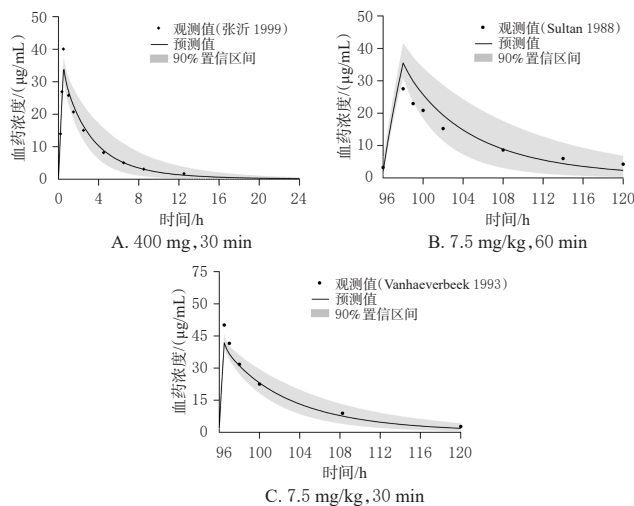 50
40
30
20
10
0
血药浓度/(μg/mL)
观测值(张沂 1999)
预测值
90% 置信区间
0 4 8 12 16 20 24
时间/h
A. 400 mg,30 min
50
40
30
20
10
0
血药浓度/(μg/mL)
观测值(Sultan 1988)
预测值
90% 置信区间
96 100 104 108 112 116 120
时间/h
B. 7.5 mg/kg,60 min
75
60
45
30
15
0
血药浓度/(μg/mL)
观测值(Vanhaeverbeek 1993)
预测值
90% 置信区间
96 100 104 108 112 116 120
时间/h
C. 7.5 mg/kg,30 min